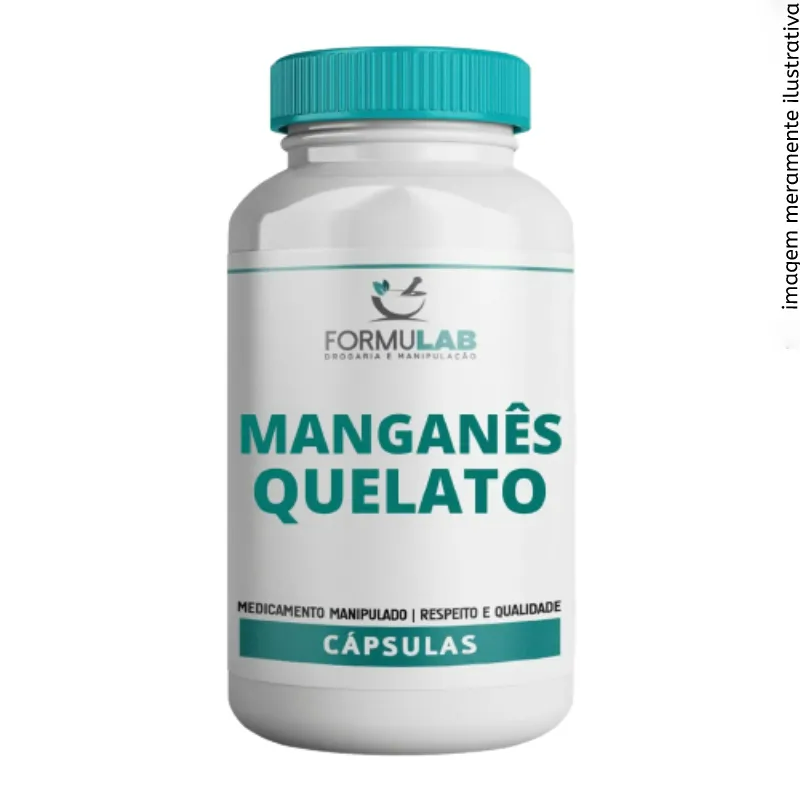 FORMULAB
DROGARIA E MANIPULAÇÃO
MANGANÊS
QUELATO
MEDICAMENTO MANIPULADO | RESPEITO E QUALIDADE
CÁPSULAS
imagem meramente ilustrativa